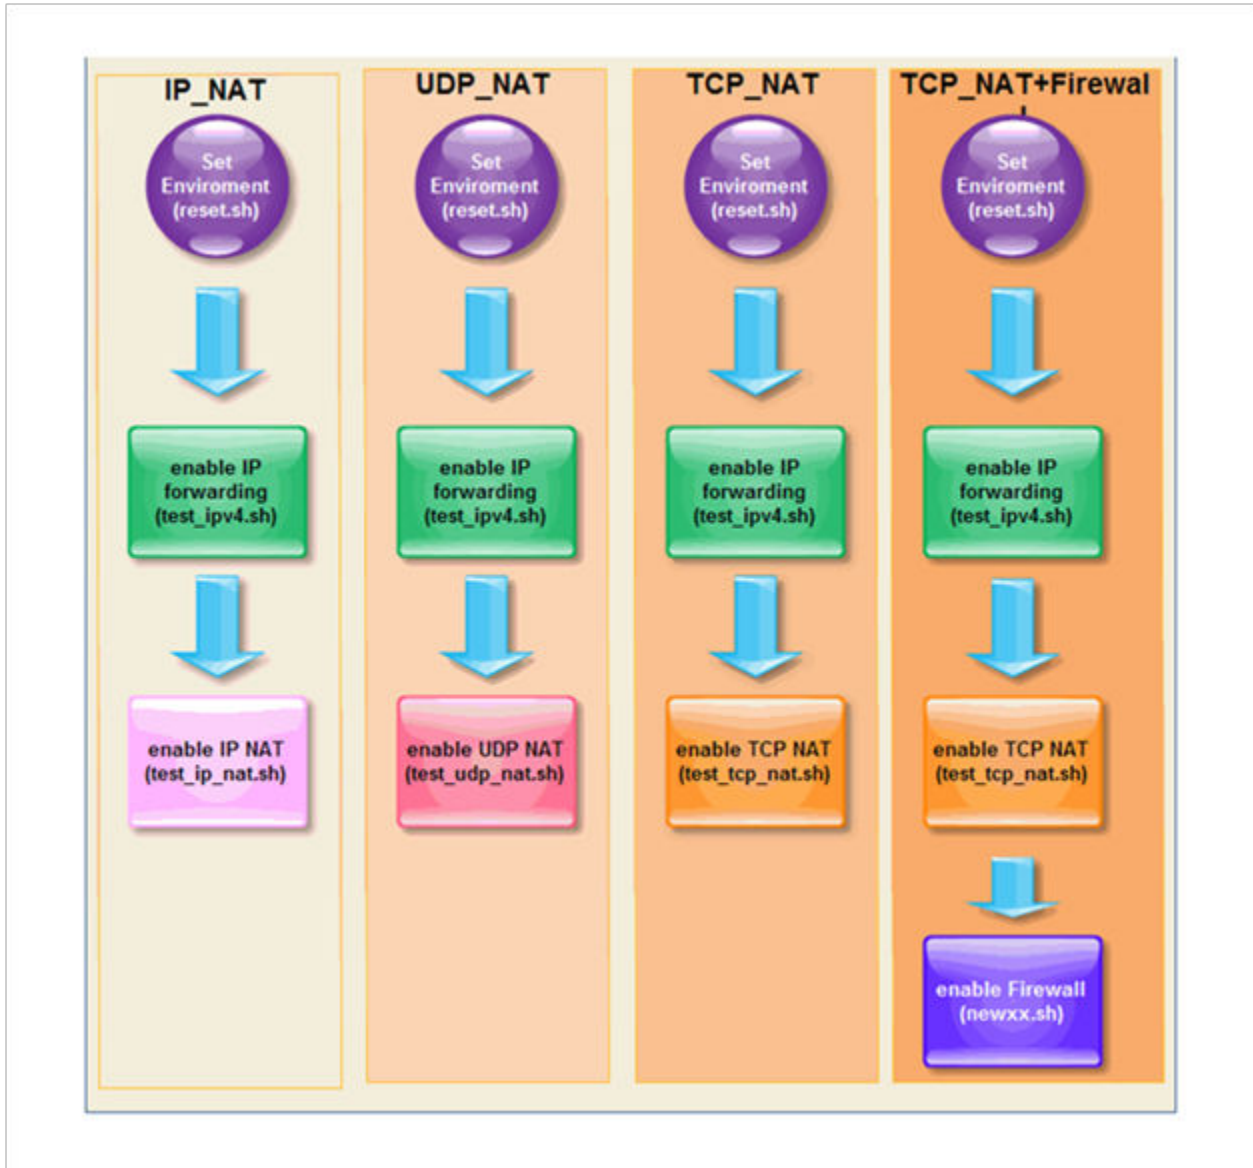 IP_NAT
Set
Enviroment
(reset.sh)
enable IP
forwarding
(test_ipv4.sh)
enable IP NAT
(test_ip_nat.sh)
UDP_NAT
Set
Enviroment
(reset.sh)
enable IP
forwarding
(test_ipv4.sh)
enable UDP NAT
(test_udp_nat.sh)
TCP_NAT
Set
Enviroment
(reset.sh)
enable IP
forwarding
(test_ipv4.sh)
enable TCP NAT
(test_tcp_nat.sh)
TCP_NAT+Firewal
l
Set
Enviroment
(reset.sh)
enable IP
forwarding
(test_ipv4.sh)
enable TCP NAT
(test_tcp_nat.sh)
enable Firewall
(newxx.sh)